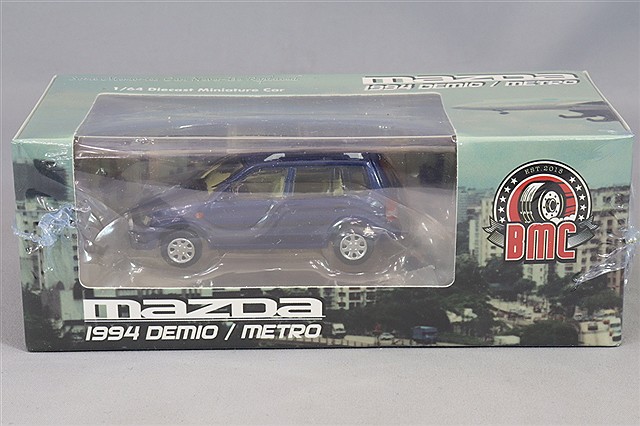 mazda
1994 DEMIO / METRO
1/64 Diecast Miniature Car
EST.2018
BMC
mazda
1994 DEMIO / METRO